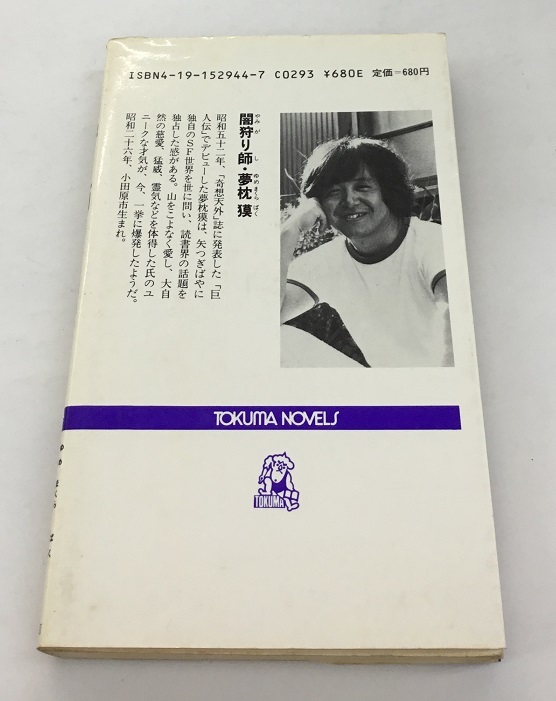 ISBN4-19-152944-7 C0293 ¥680E 定価=680円
闇狩り師・夢枕 獏
やみが し ゆめまくら ばく
昭和五十二年、「奇想天外」誌に発表した「巨
人伝」でデビューした夢枕獏は、矢つぎばやに
独自のSF世界を世に問い、読書界の話題を
独占した感がある。山をこよなく愛し、大自
然の慈愛、猛威、霊気などを体得した氏のユ
ニークな才気が、今、一挙に爆発したようだ。
昭和二十六年、小田原市生まれ。
TOKUMA NOVELS
TOKUMA
ゆめ まくら ばく